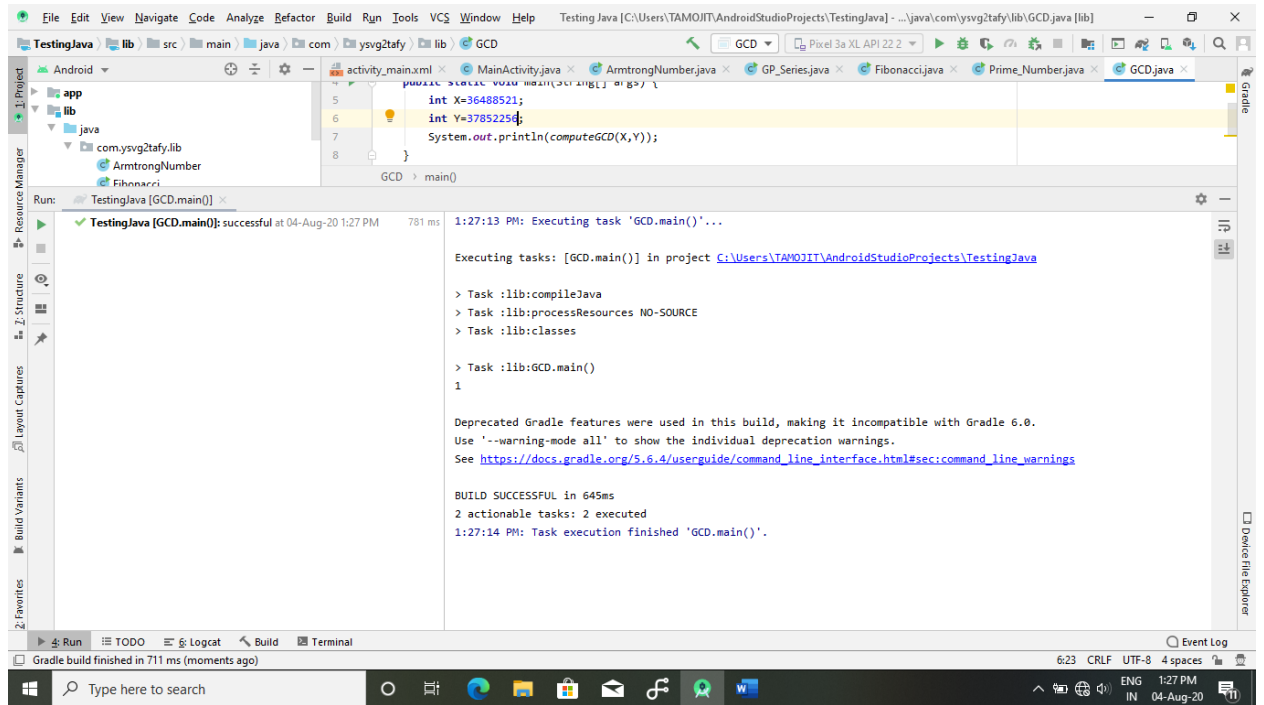 File Edit View Navigate Code Analyze Refactor Build Run Tools VCS Window Help Testing Java [C:\Users\TAMOJIT\AndroidStudioProjects\TestingJava] - ...\java\com\ysvg2tafy\lib\GCD.java [lib]
TestingJava lib src main java com ysvg2tafy lib GCD GCD Pixel 3a XL API 22 2
Android activity_main.xml MainActivity.java ArmtrongNumber.java GP_Series.java Fibonacci.java Prime_Number.java GCD.java
1: Project
Resource Manager
7: Structure
Layout Captures
Build Variants
2: Favorites
app
lib
java
com.ysvg2tafy.lib
ArmtrongNumber
Fibonacci
4 public static void main(String[] args) {
5 int X=36488521;
6 int Y=37852256;
7 System.out.println(computeGCD(X,Y));
8 }
GCD > main()
Gradle
Device File Explorer
Run: TestingJava [GCD.main()]
TestingJava [GCD.main()]: successful at 04-Aug-20 1:27 PM 781 ms
1:27:13 PM: Executing task 'GCD.main()'...
Executing tasks: [GCD.main()] in project C:\Users\TAMOJIT\AndroidStudioProjects\TestingJava
> Task :lib:compileJava
> Task :lib:processResources NO-SOURCE
> Task :lib:classes
> Task :lib:GCD.main()
1
Deprecated Gradle features were used in this build, making it incompatible with Gradle 6.0.
Use '--warning-mode all' to show the individual deprecation warnings.
See https://docs.gradle.org/5.6.4/userguide/command_line_interface.html#sec:command_line_warnings
BUILD SUCCESSFUL in 645ms
2 actionable tasks: 2 executed
1:27:14 PM: Task execution finished 'GCD.main()'.
4: Run TODO 6: Logcat Build Terminal Event Log
Gradle build finished in 711 ms (moments ago) 6:23 CRLF UTF-8 4 spaces
Type here to search
ENG 1:27 PM
IN 04-Aug-20
11